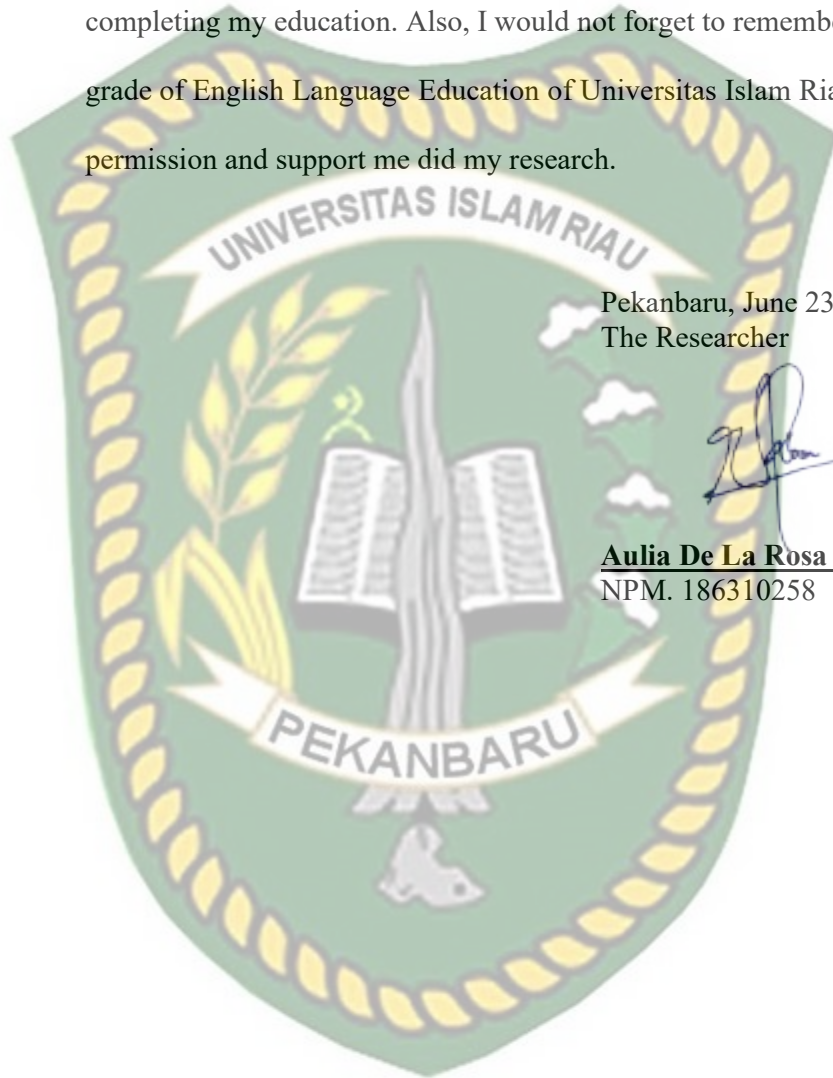 completing my education. Also, I would not forget to remembe
grade of English Language Education of Universitas Islam Ria
permission and support me did my research.
UNIVERSITAS ISLAM RIAU
Pekanbaru, June 23
The Researcher
Aulia De La Rosa
NPM. 186310258
PEKANBARU